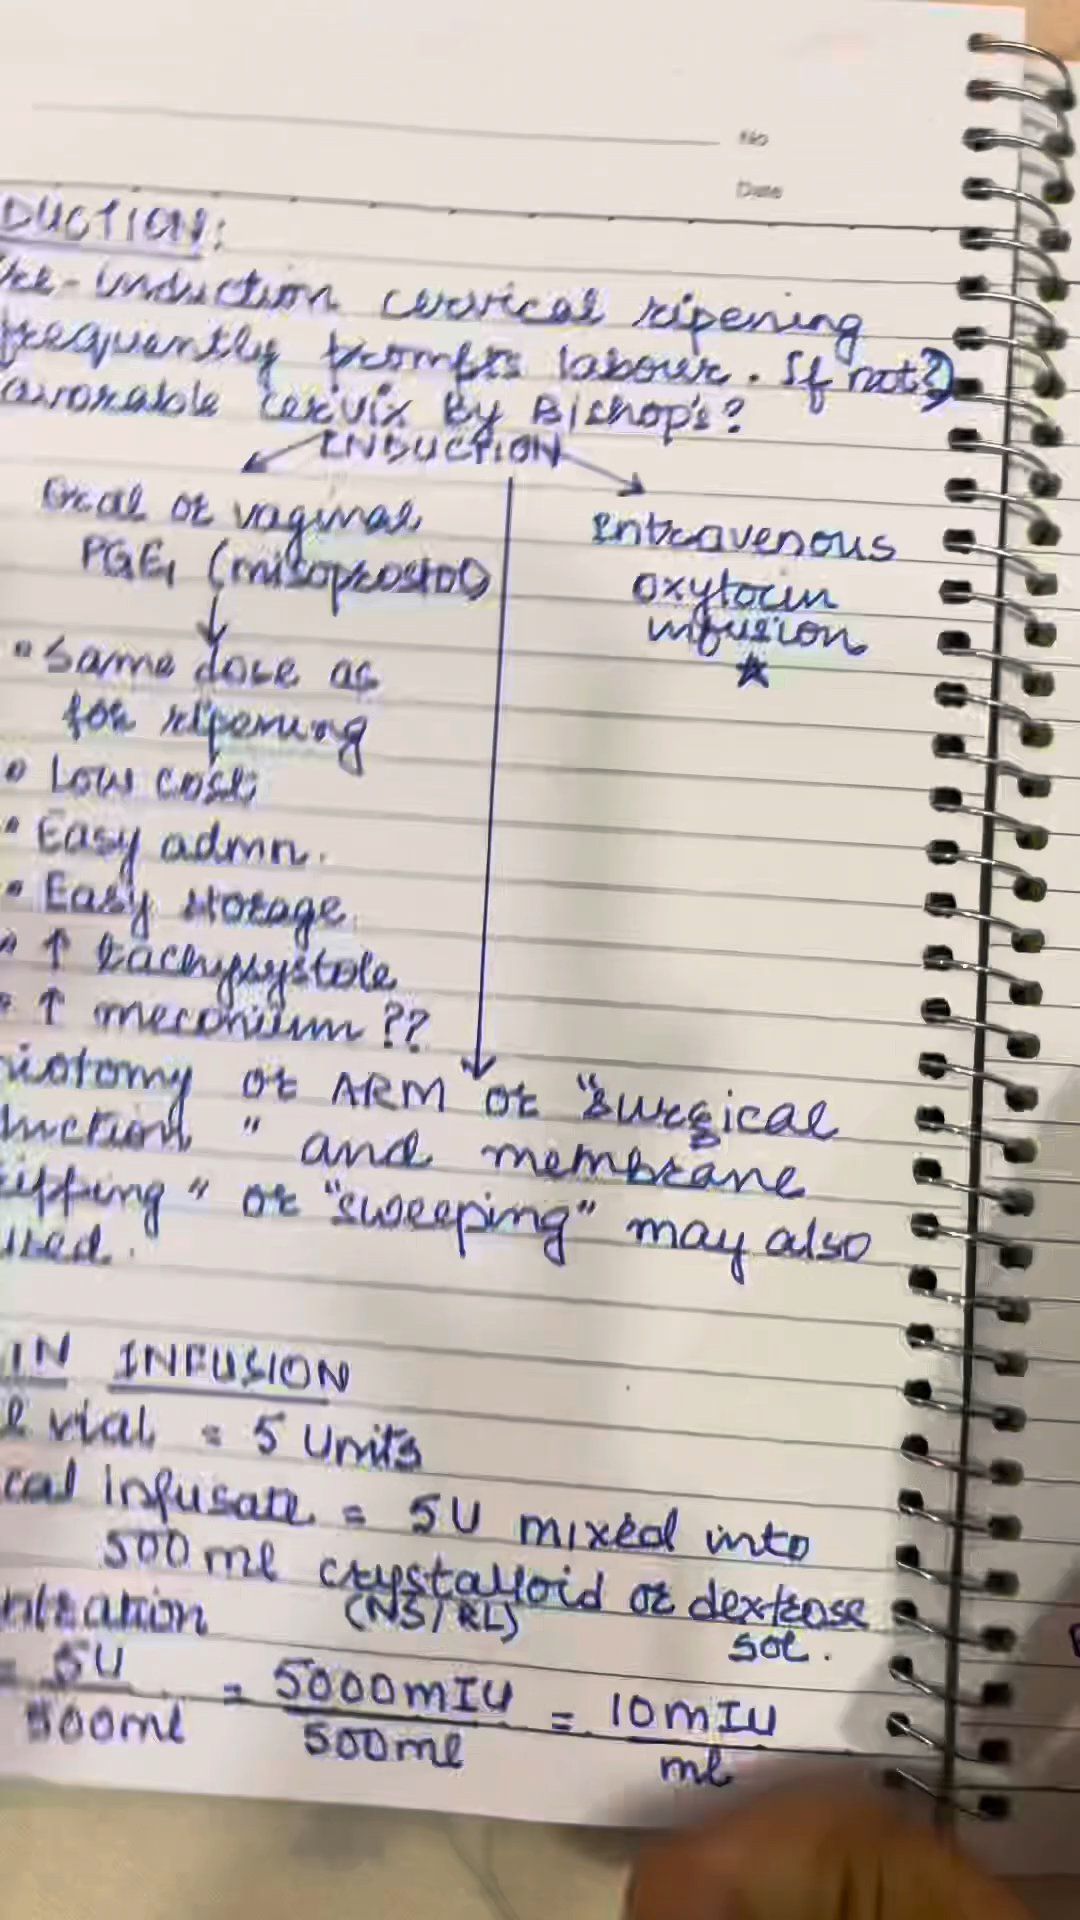 No
Date
DUCTION:
re-induction cervical ripening
frequently prompts labour. If not?
avorable cervix by Bishop's?
INDUCTION
Oral or vaginal
PGE1 (misoprostol)
Intravenous
oxytocin
infusion
★
• Same dose as
for ripening
• Low cost
• Easy admn.
• Easy storage
• ↑ tachysystole
• ↑ meconium ??
niotomy or ARM or "surgical
duction" and membrane
ipping" or "sweeping" may also
used.
IN INFUSION
l vial = 5 Units
cal infusate = 5U mixed into
500 ml crystalloid or dextrose
(NS/RL) sol.
ntration
= 5U/500ml = 5000mIU/500ml = 10mIU/ml